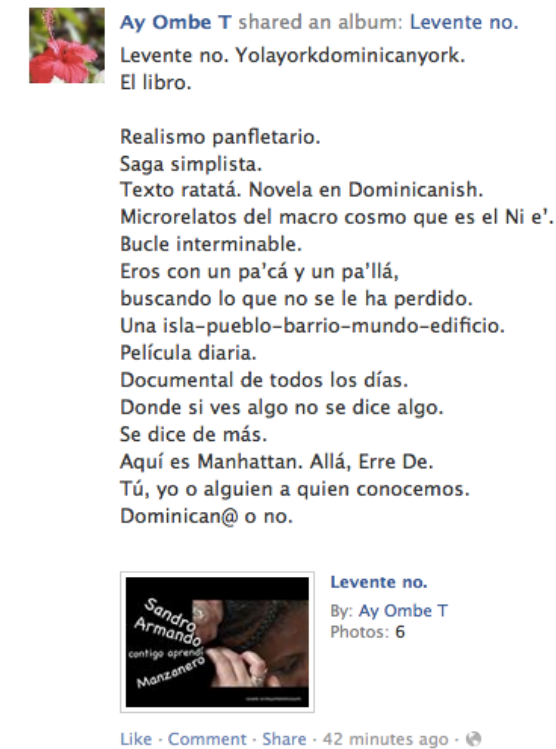 Ay Ombe T shared an album: Levente no.
Levente no. Yolayorkdominicanyork.
El libro.
Realismo panfletario.
Saga simplista.
Texto ratatá. Novela en Dominicanish.
Microrelatos del macro cosmo que es el Ni e'.
Bucle interminable.
Eros con un pa'cá y un pa'llá,
buscando lo que no se le ha perdido.
Una isla-pueblo-barrio-mundo-edificio.
Película diaria.
Documental de todos los días.
Donde si ves algo no se dice algo.
Se dice de más.
Aquí es Manhattan. Allá, Erre De.
Tú, yo o alguien a quien conocemos.
Dominican@ o no.
Sandro
Armando
contigo aprendí
Manzanero
Levente no.
By: Ay Ombe T
Photos: 6
Like · Comment · Share · 42 minutes ago ·